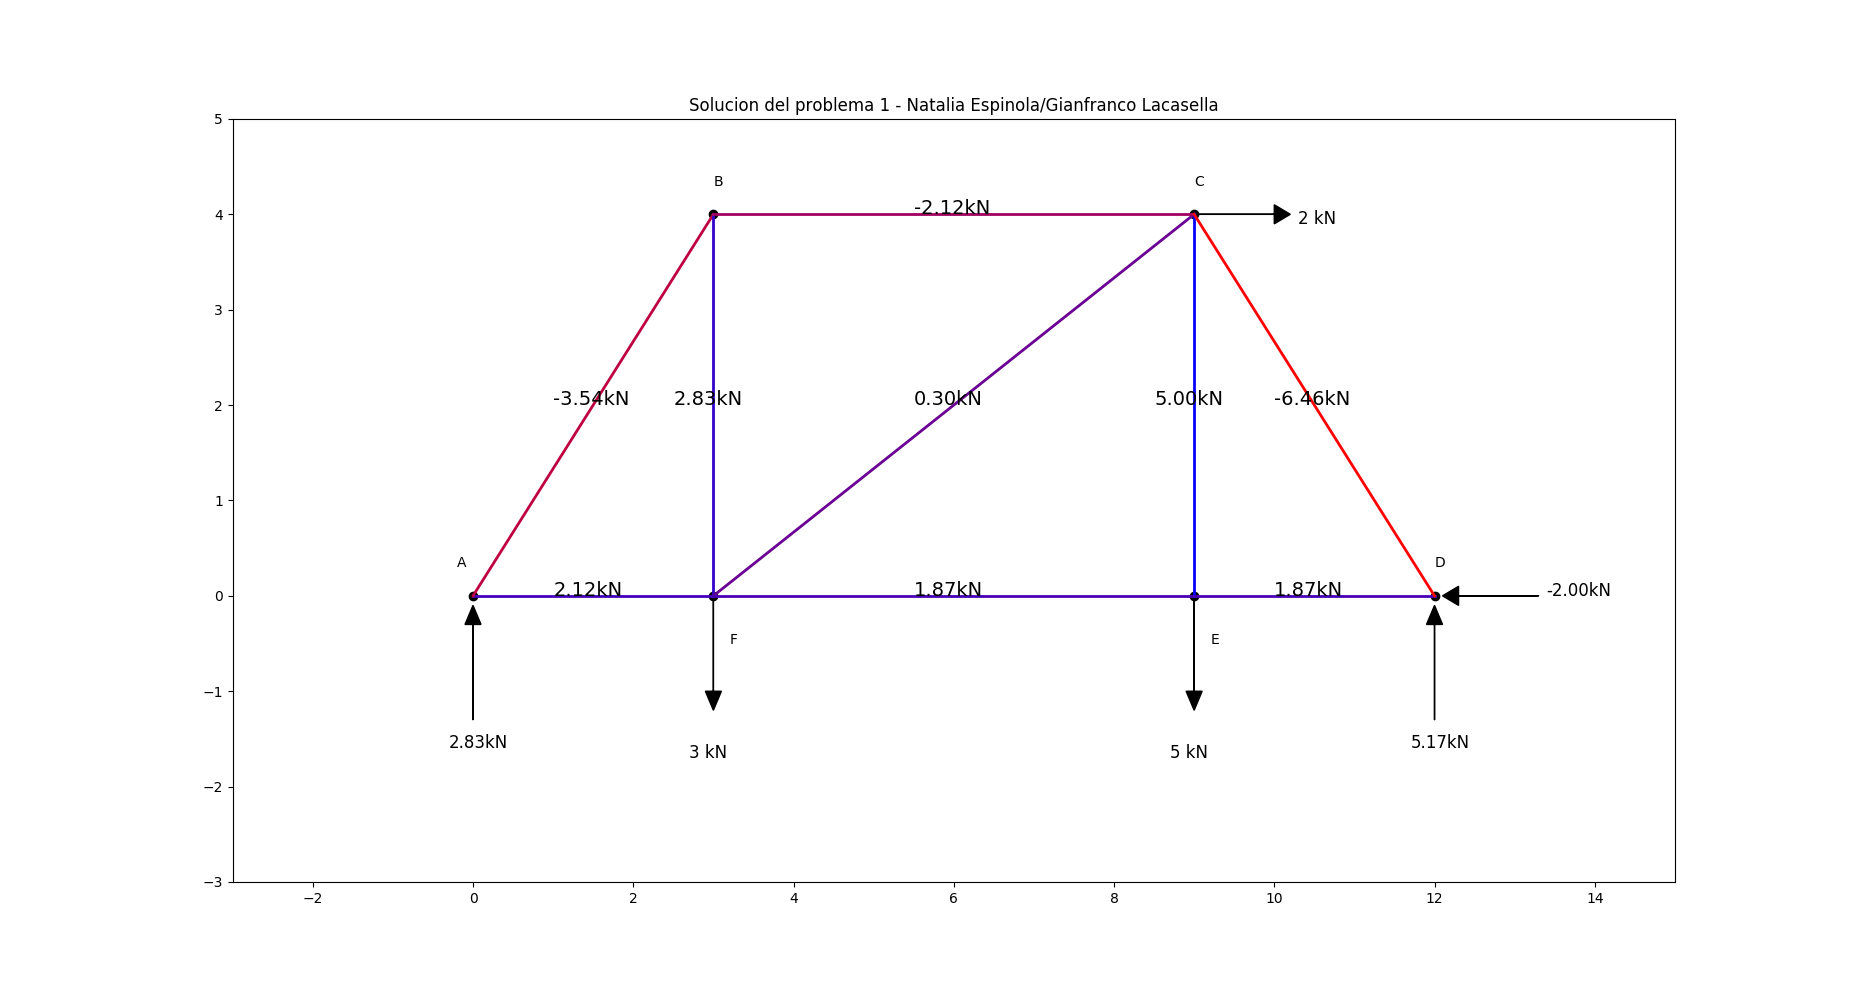 Solucion del problema 1 - Natalia Espinola/Gianfranco Lacasella
5
B
C
4
-2.12kN
2 kN
3
2
-3.54kN
2.83kN
0.30kN
5.00kN
-6.46kN
1
A
D
0
2.12kN
1.87kN
1.87kN
-2.00kN
F
E
−1
2.83kN
3 kN
5 kN
5.17kN
−2
−3
−2 0 2 4 6 8 10 12 14